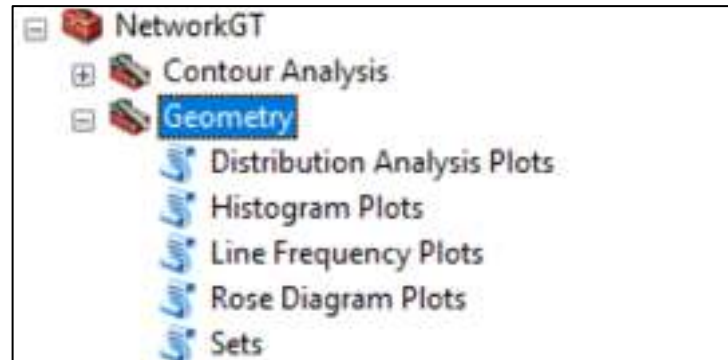 NetworkGT
Contour Analysis
Geometry
Distribution Analysis Plots
Histogram Plots
Line Frequency Plots
Rose Diagram Plots
Sets